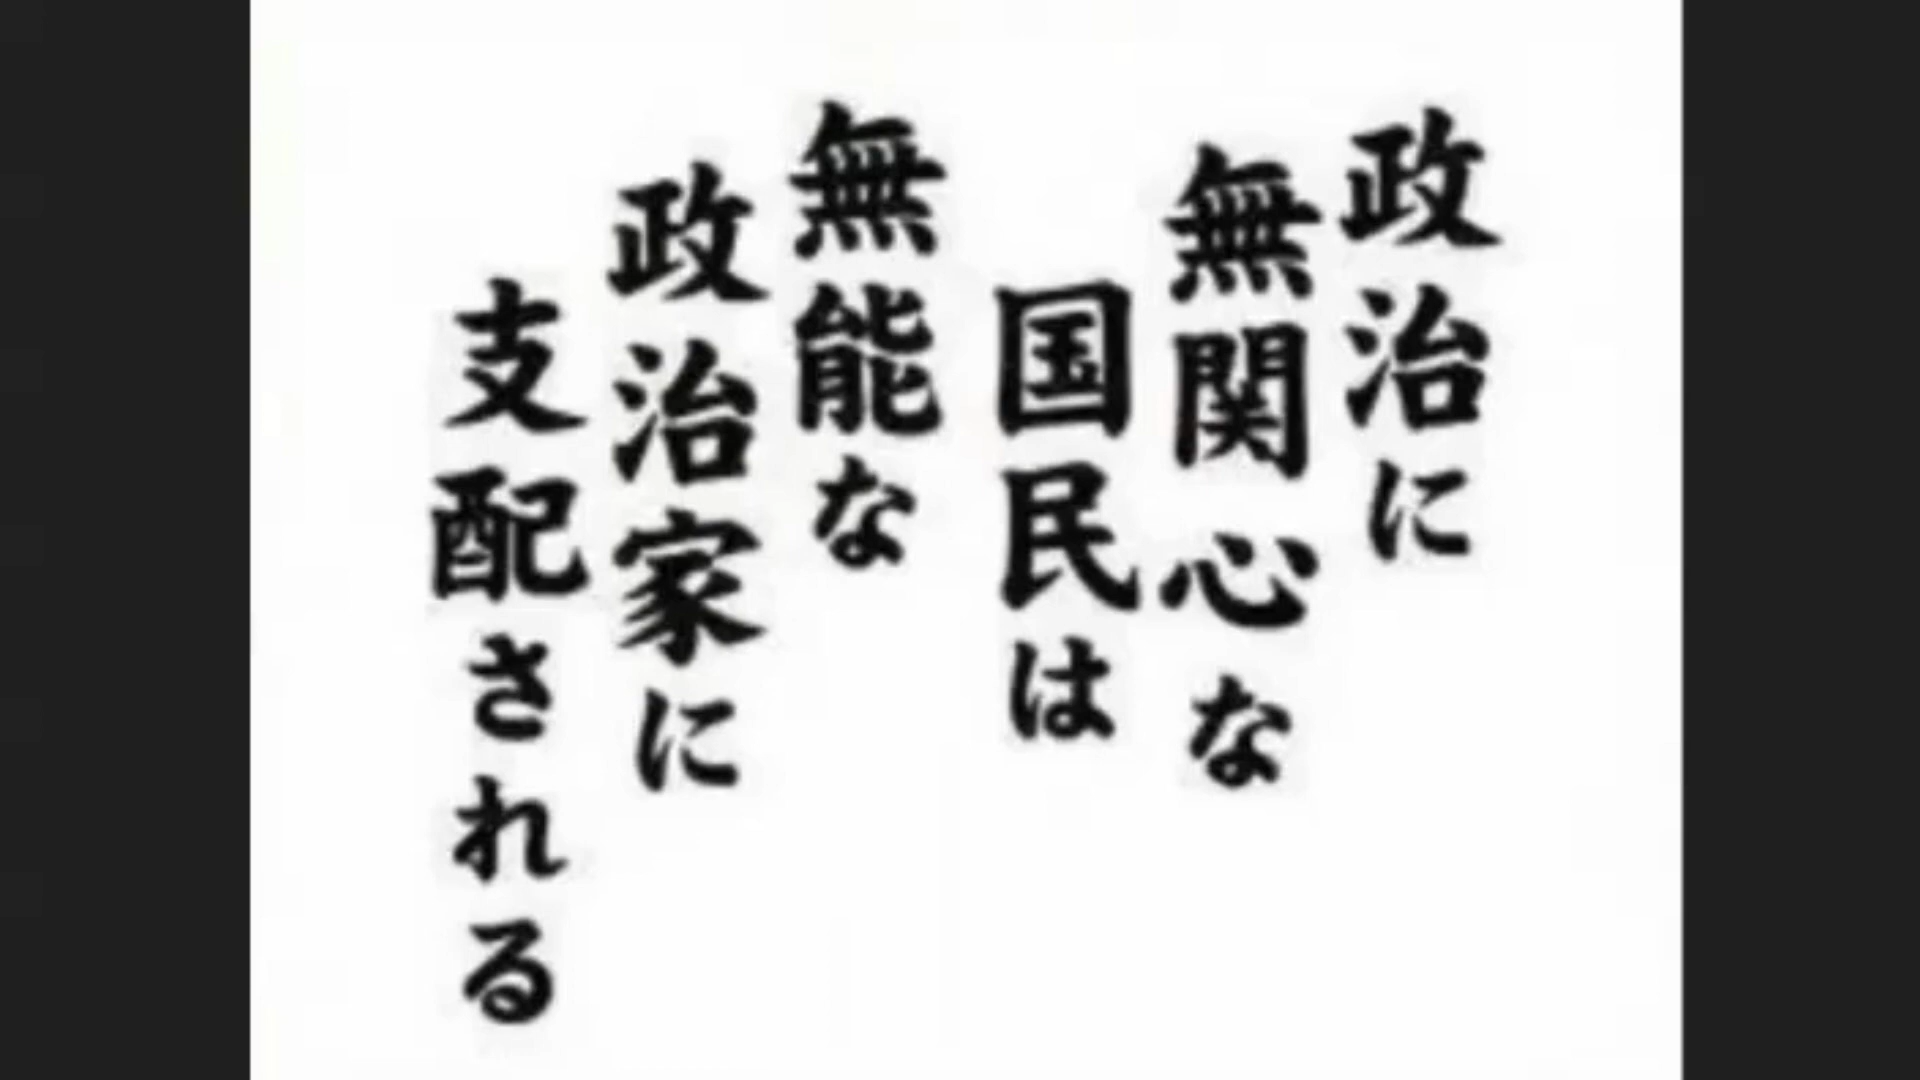 政治に
無関心な
国民は
無能な
政治家に
支配される